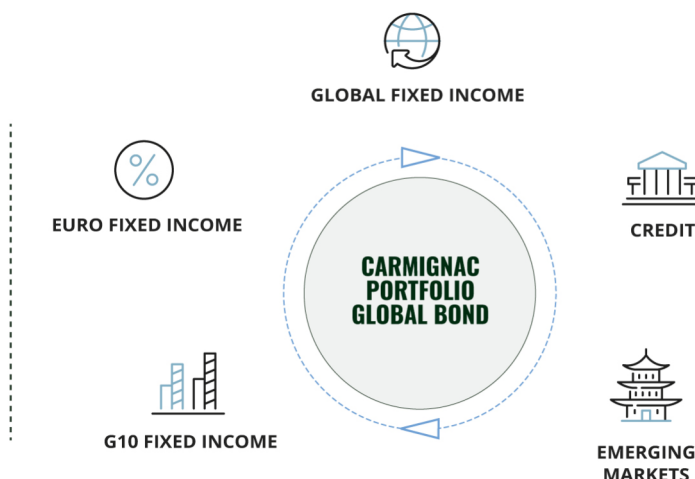 GLOBAL FIXED INCOME
EURO FIXED INCOME
CREDIT
CARMIGNAC
PORTFOLIO
GLOBAL BOND
G10 FIXED INCOME
EMERGING
MARKETS